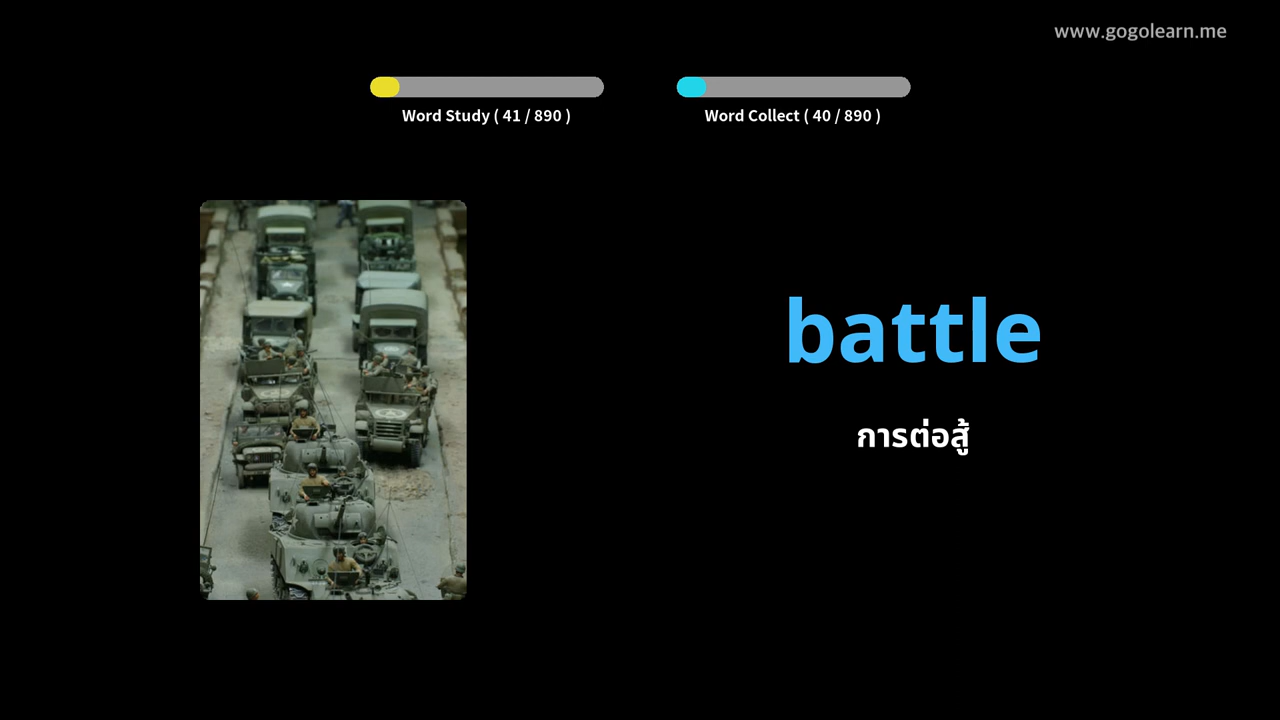 www.gogolearn.me
Word Study ( 41 / 890 )
Word Collect ( 40 / 890 )
battle
การต่อสู้